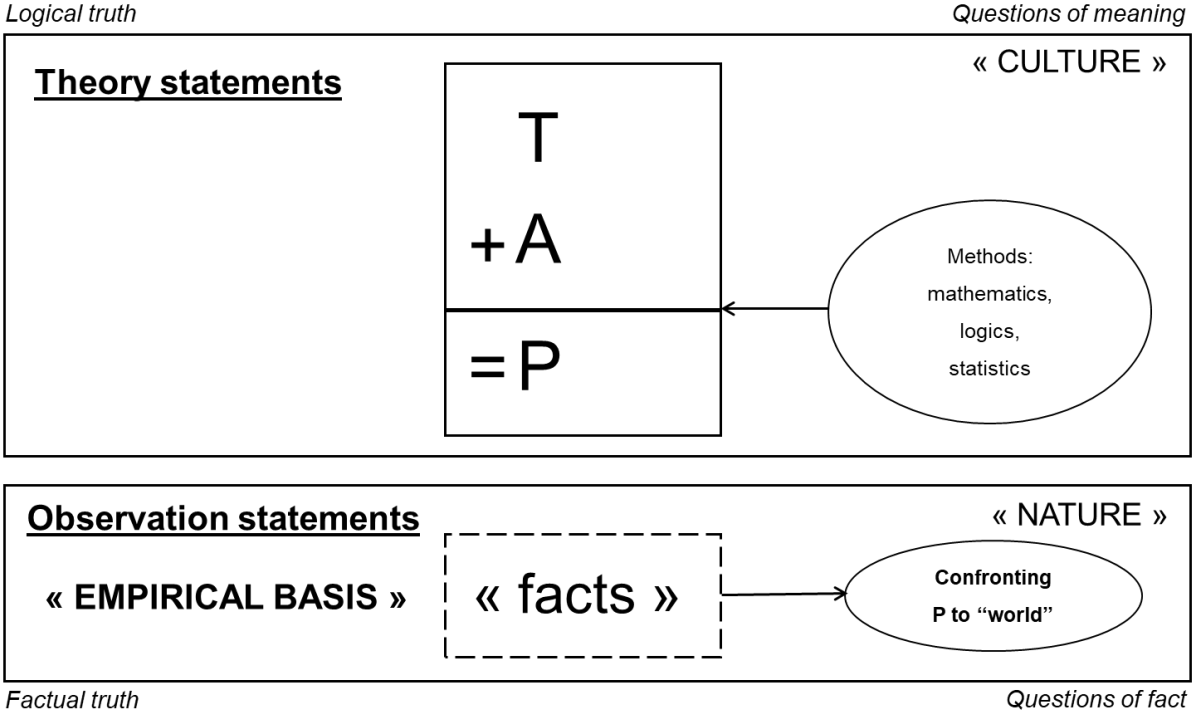 Logical truth
Questions of meaning
Theory statements
« CULTURE »
T
+ A
= P
Methods:
mathematics,
logics,
statistics
Observation statements
« NATURE »
« EMPIRICAL BASIS »
« facts »
Confronting
P to “world”
Factual truth
Questions of fact